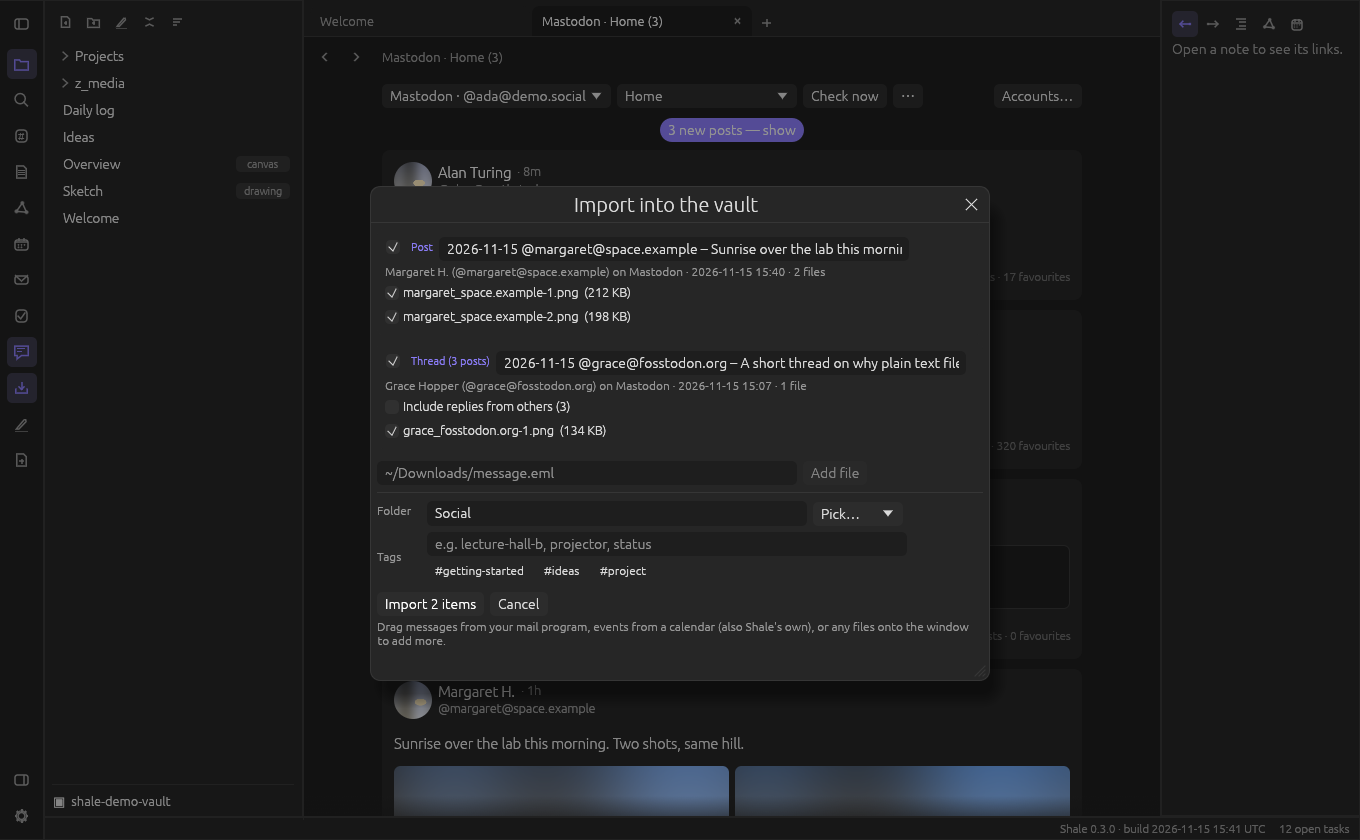 Welcome
Mastodon · Home (3)
Open a note to see its links.
Projects
z_media
Daily log
Ideas
Overview canvas
Sketch drawing
Welcome
shale-demo-vault
Mastodon · Home (3)
Mastodon · @ada@demo.social Home Check now ··· Accounts…
3 new posts — show
Alan Turing · 8m
17 favourites
320 favourites
· 0 favourites
Import into the vault
Post 2026-11-15 @margaret@space.example – Sunrise over the lab this mornin
Margaret H. (@margaret@space.example) on Mastodon · 2026-11-15 15:40 · 2 files
margaret_space.example-1.png (212 KB)
margaret_space.example-2.png (198 KB)
Thread (3 posts) 2026-11-15 @grace@fosstodon.org – A short thread on why plain text file
Grace Hopper (@grace@fosstodon.org) on Mastodon · 2026-11-15 15:07 · 1 file
Include replies from others (3)
grace_fosstodon.org-1.png (134 KB)
~/Downloads/message.eml Add file
Folder Social Pick…
Tags e.g. lecture-hall-b, projector, status
#getting-started #ideas #project
Import 2 items Cancel
Drag messages from your mail program, events from a calendar (also Shale's own), or any files onto the window
to add more.
Margaret H. · 1h
@margaret@space.example
Sunrise over the lab this morning. Two shots, same hill.
Shale 0.3.0 · build 2026-11-15 15:41 UTC 12 open tasks